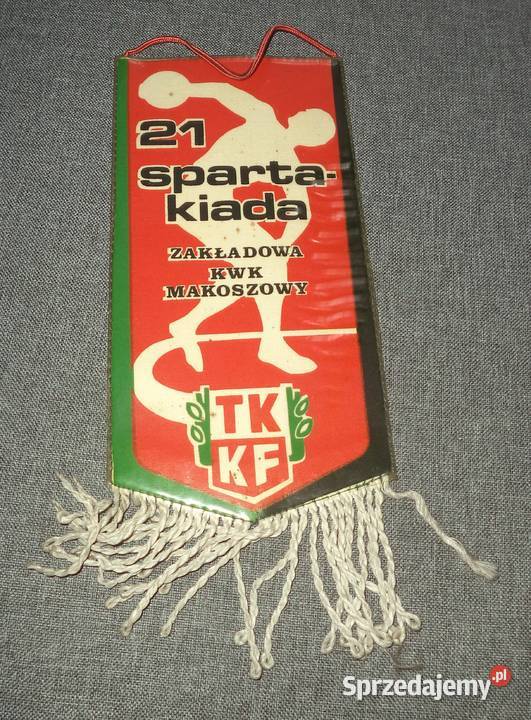 21
sparta-
kiada
ZAKŁADOWA
KWK
MAKOSZOWY
TK
KF
Sprzedajemy.pl